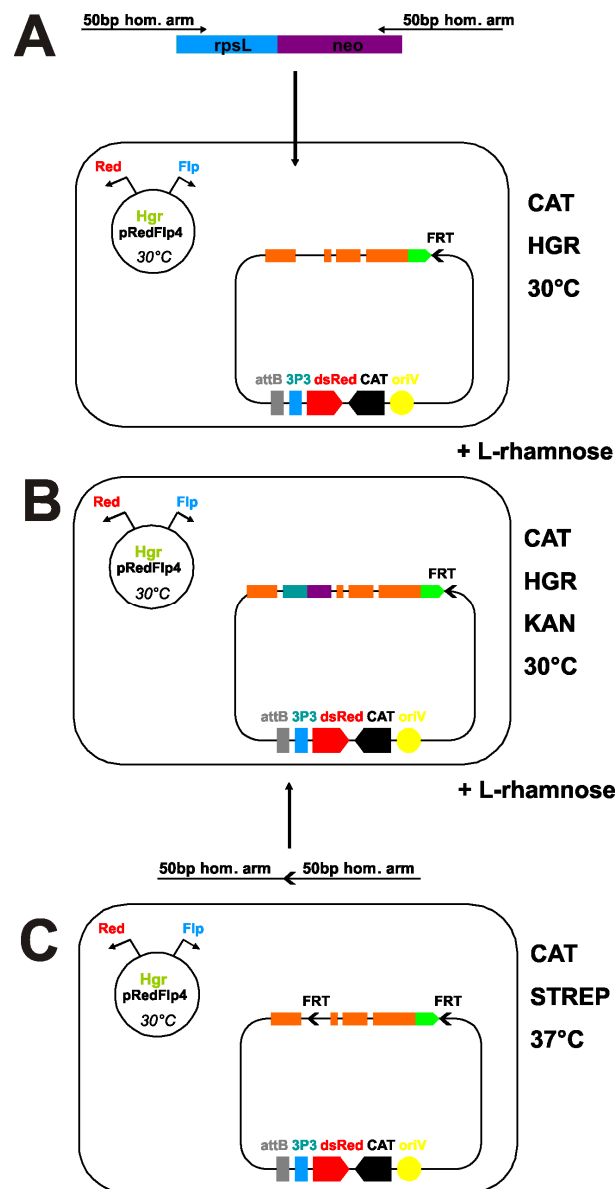 A
50bp hom. arm 50bp hom. arm
rpsL neo
Red Flp
Hgr
pRedFlp4
30°C
FRT
attB 3P3 dsRed CAT oriV
CAT
HGR
30°C
+ L-rhamnose
B
Red Flp
Hgr
pRedFlp4
30°C
FRT
attB 3P3 dsRed CAT oriV
CAT
HGR
KAN
30°C
+ L-rhamnose
50bp hom. arm 50bp hom. arm
C
Red Flp
Hgr
pRedFlp4
30°C
FRT FRT
attB 3P3 dsRed CAT oriV
CAT
STREP
37°C